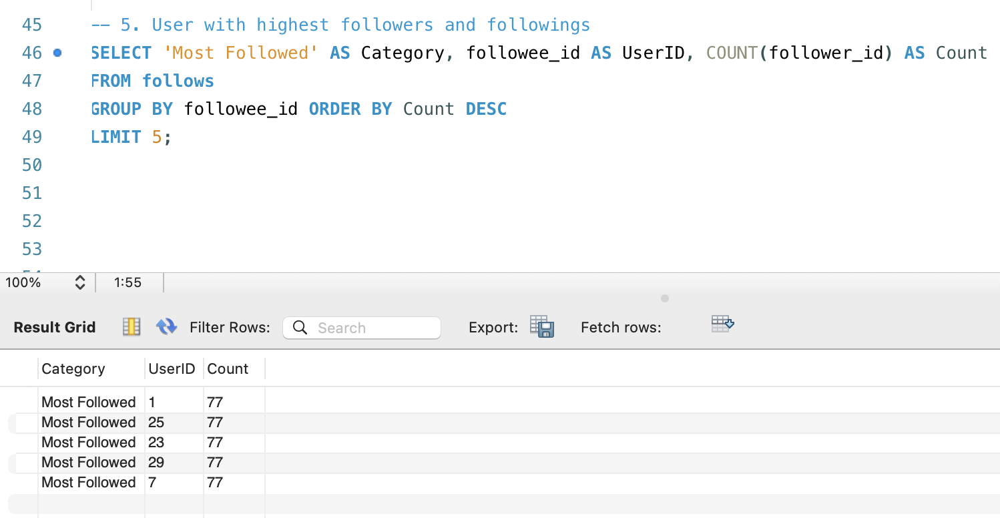 45 -- 5. User with highest followers and followings
46 SELECT 'Most Followed' AS Category, followee_id AS UserID, COUNT(follower_id) AS Count
47 FROM follows
48 GROUP BY followee_id ORDER BY Count DESC
49 LIMIT 5;
50
51
52
53
100% 1:55
Result Grid Filter Rows: Search Export: Fetch rows:
Category UserID Count
Most Followed 1 77
Most Followed 25 77
Most Followed 23 77
Most Followed 29 77
Most Followed 7 77